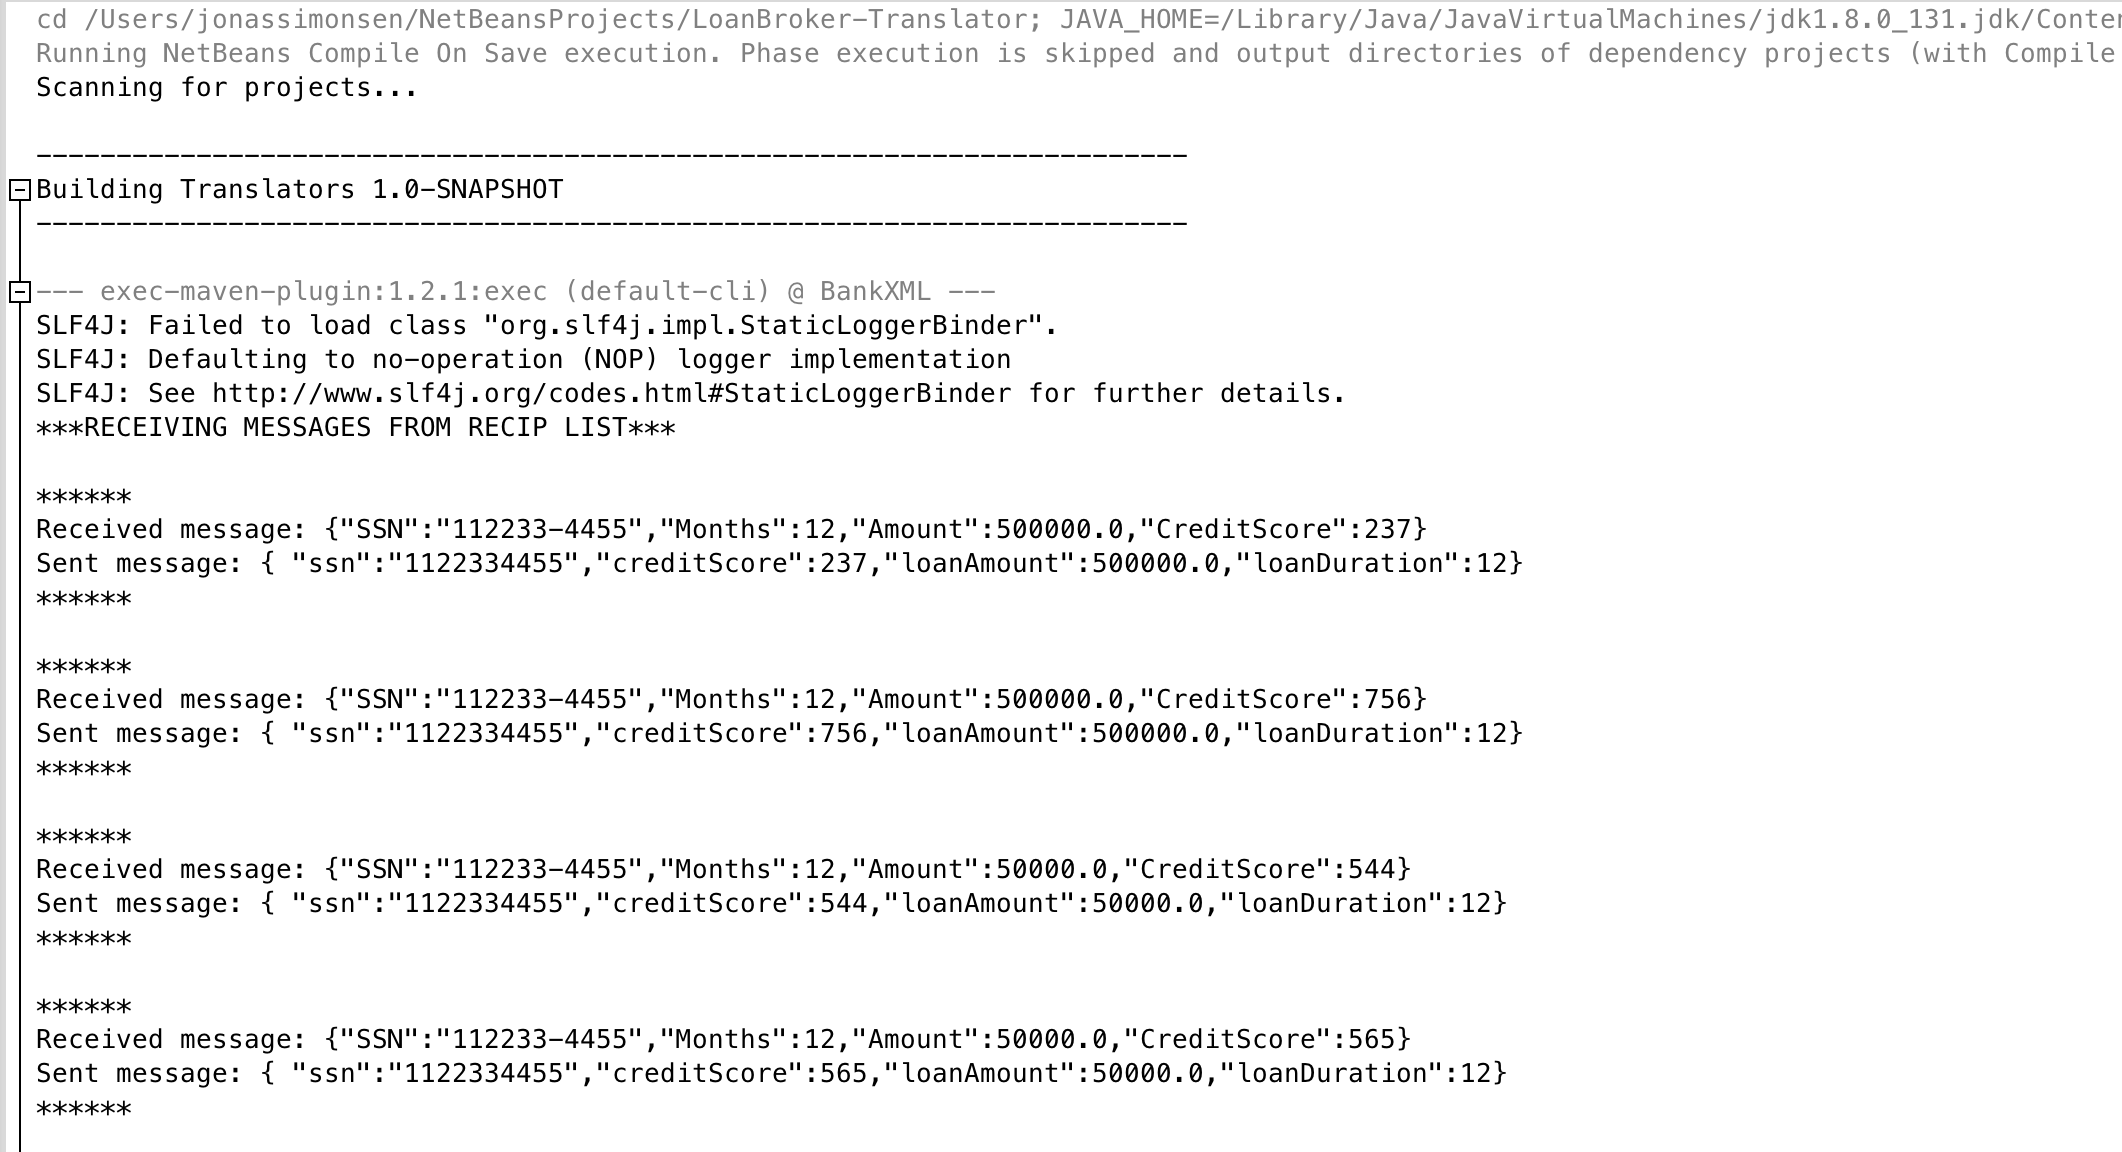 cd /Users/jonassimonsen/NetBeansProjects/LoanBroker-Translator; JAVA_HOME=/Library/Java/JavaVirtualMachines/jdk1.8.0_131.jdk/Conte
Running NetBeans Compile On Save execution. Phase execution is skipped and output directories of dependency projects (with Compile
Scanning for projects...
------------------------------------------------------------------------
Building Translators 1.0-SNAPSHOT
------------------------------------------------------------------------
--- exec-maven-plugin:1.2.1:exec (default-cli) @ BankXML ---
SLF4J: Failed to load class "org.slf4j.impl.StaticLoggerBinder".
SLF4J: Defaulting to no-operation (NOP) logger implementation
SLF4J: See http://www.slf4j.org/codes.html#StaticLoggerBinder for further details.
***RECEIVING MESSAGES FROM RECIP LIST***
******
Received message: {"SSN":"112233-4455","Months":12,"Amount":500000.0,"CreditScore":237}
Sent message: { "ssn":"1122334455","creditScore":237,"loanAmount":500000.0,"loanDuration":12}
******
******
Received message: {"SSN":"112233-4455","Months":12,"Amount":500000.0,"CreditScore":756}
Sent message: { "ssn":"1122334455","creditScore":756,"loanAmount":500000.0,"loanDuration":12}
******
******
Received message: {"SSN":"112233-4455","Months":12,"Amount":50000.0,"CreditScore":544}
Sent message: { "ssn":"1122334455","creditScore":544,"loanAmount":50000.0,"loanDuration":12}
******
******
Received message: {"SSN":"112233-4455","Months":12,"Amount":50000.0,"CreditScore":565}
Sent message: { "ssn":"1122334455","creditScore":565,"loanAmount":50000.0,"loanDuration":12}
******